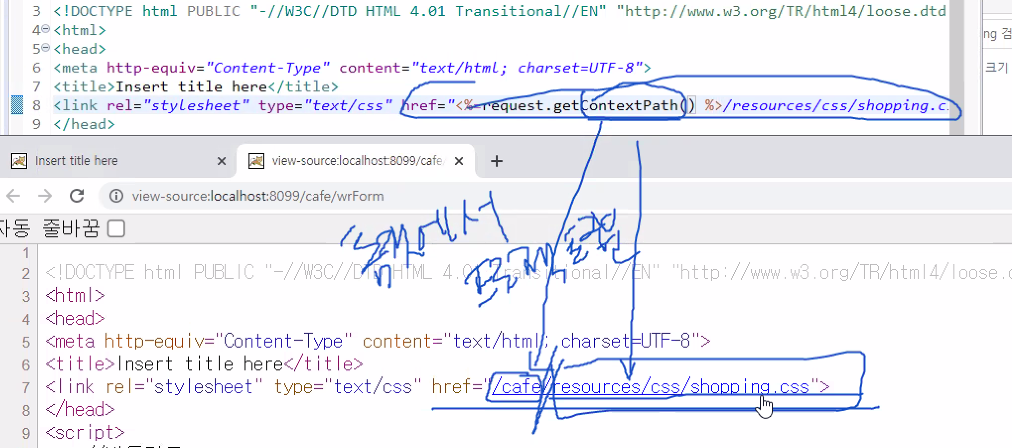 3 <!DOCTYPE html PUBLIC "-//W3C//DTD HTML 4.01 Transitional//EN" "http://www.w3.org/TR/html4/loose.dtd
4 <html>
ng 검
5 <head>
6 <meta http-equiv="Content-Type" content="text/html; charset=UTF-8">
크기
7 <title>Insert title here</title>
8 <link rel="stylesheet" type="text/css" href="<%=request.getContextPath() %>/resources/css/shopping.c
9 </head>
Insert title here
view-source:localhost:8099/cafe/
view-source:localhost:8099/cafe/wrForm
자동 줄바꿈
1
2 <!DOCTYPE html PUBLIC "-//W3C//DTD HTML 4.01 Transitional//EN" "http://www.w3.org/TR/html4/loose.d
3 <html>
4 <head>
5 <meta http-equiv="Content-Type" content="text/html; charset=UTF-8">
6 <title>Insert title here</title>
7 <link rel="stylesheet" type="text/css" href="/cafe/resources/css/shopping.css">
8 </head>
9 <script>